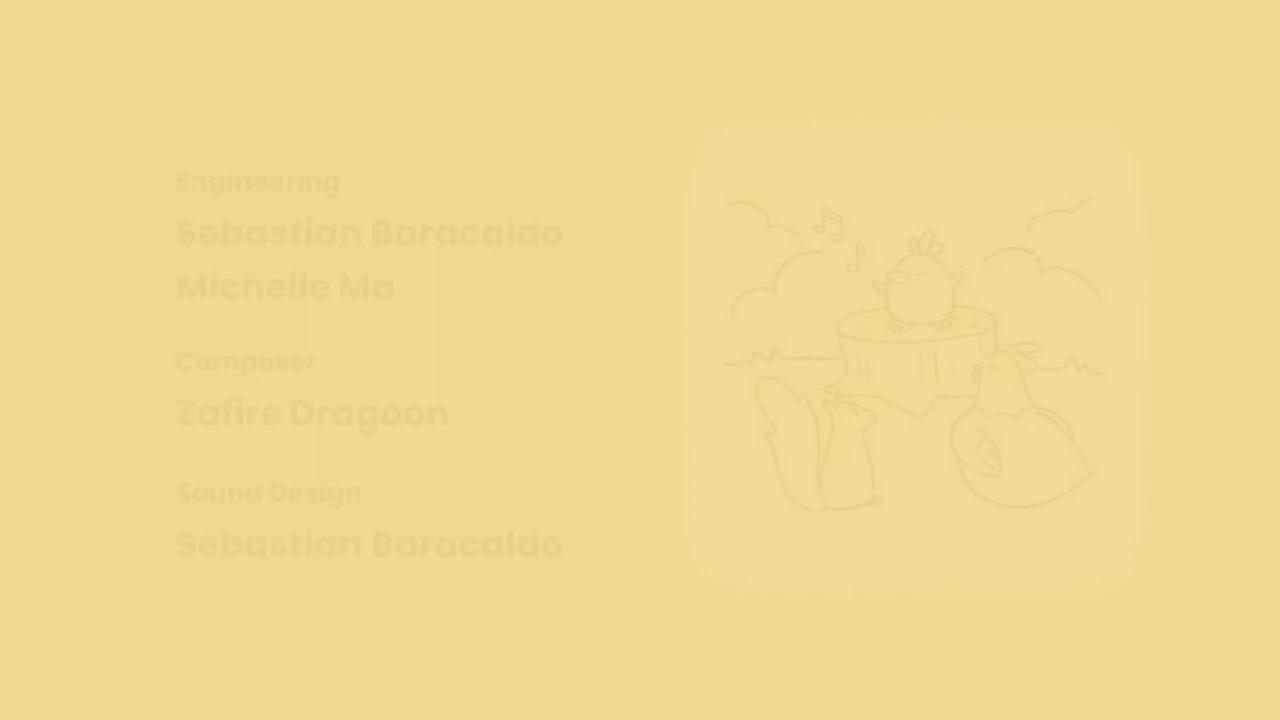 Engineering
Sebastian Baracaldo
Michelle Ma
Composer
Zafire Dragoon
Sound Design
Sebastian Baracaldo